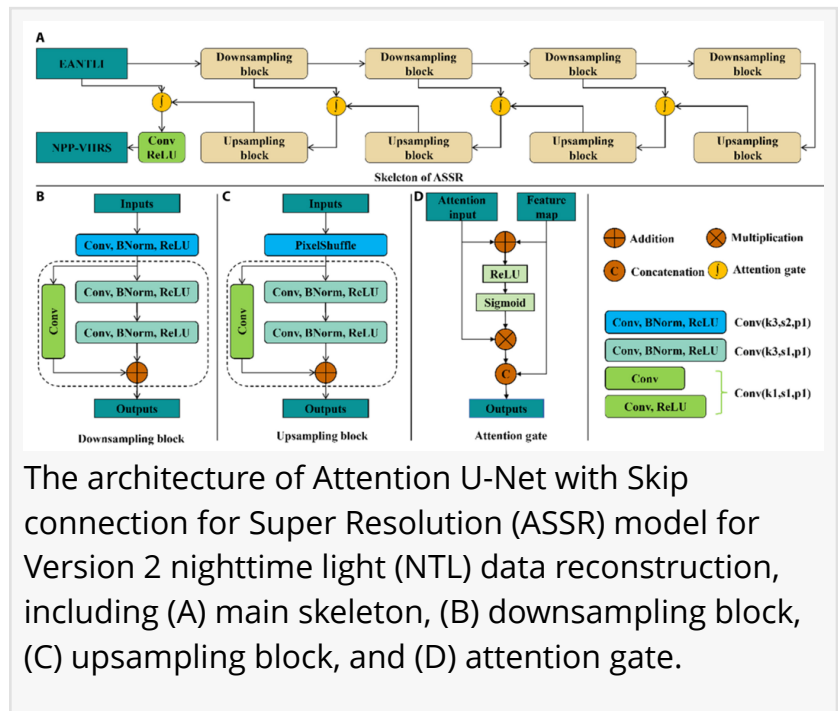 A
EANTLI
Downsampling block
Downsampling block
Downsampling block
Downsampling block
∫
∫
∫
∫
NPP-VIIRS
Conv ReLU
Upsampling block
Upsampling block
Upsampling block
Upsampling block
Skeleton of ASSR
B
Inputs
Conv, BNorm, ReLU
Conv
Conv, BNorm, ReLU
Conv, BNorm, ReLU
Outputs
Downsampling block
C
Inputs
PixelShuffle
Conv
Conv, BNorm, ReLU
Conv, BNorm, ReLU
Outputs
Upsampling block
D
Attention input
Feature map
ReLU
Sigmoid
C
Outputs
Attention gate
Addition
Multiplication
C Concatenation
∫ Attention gate
Conv, BNorm, ReLU Conv(k3,s2,p1)
Conv, BNorm, ReLU Conv(k3,s1,p1)
Conv
Conv, ReLU
Conv(k1,s1,p1)
The architecture of Attention U-Net with Skip
connection for Super Resolution (ASSR) model for
Version 2 nighttime light (NTL) data reconstruction,
including (A) main skeleton, (B) downsampling block,
(C) upsampling block, and (D) attention gate.